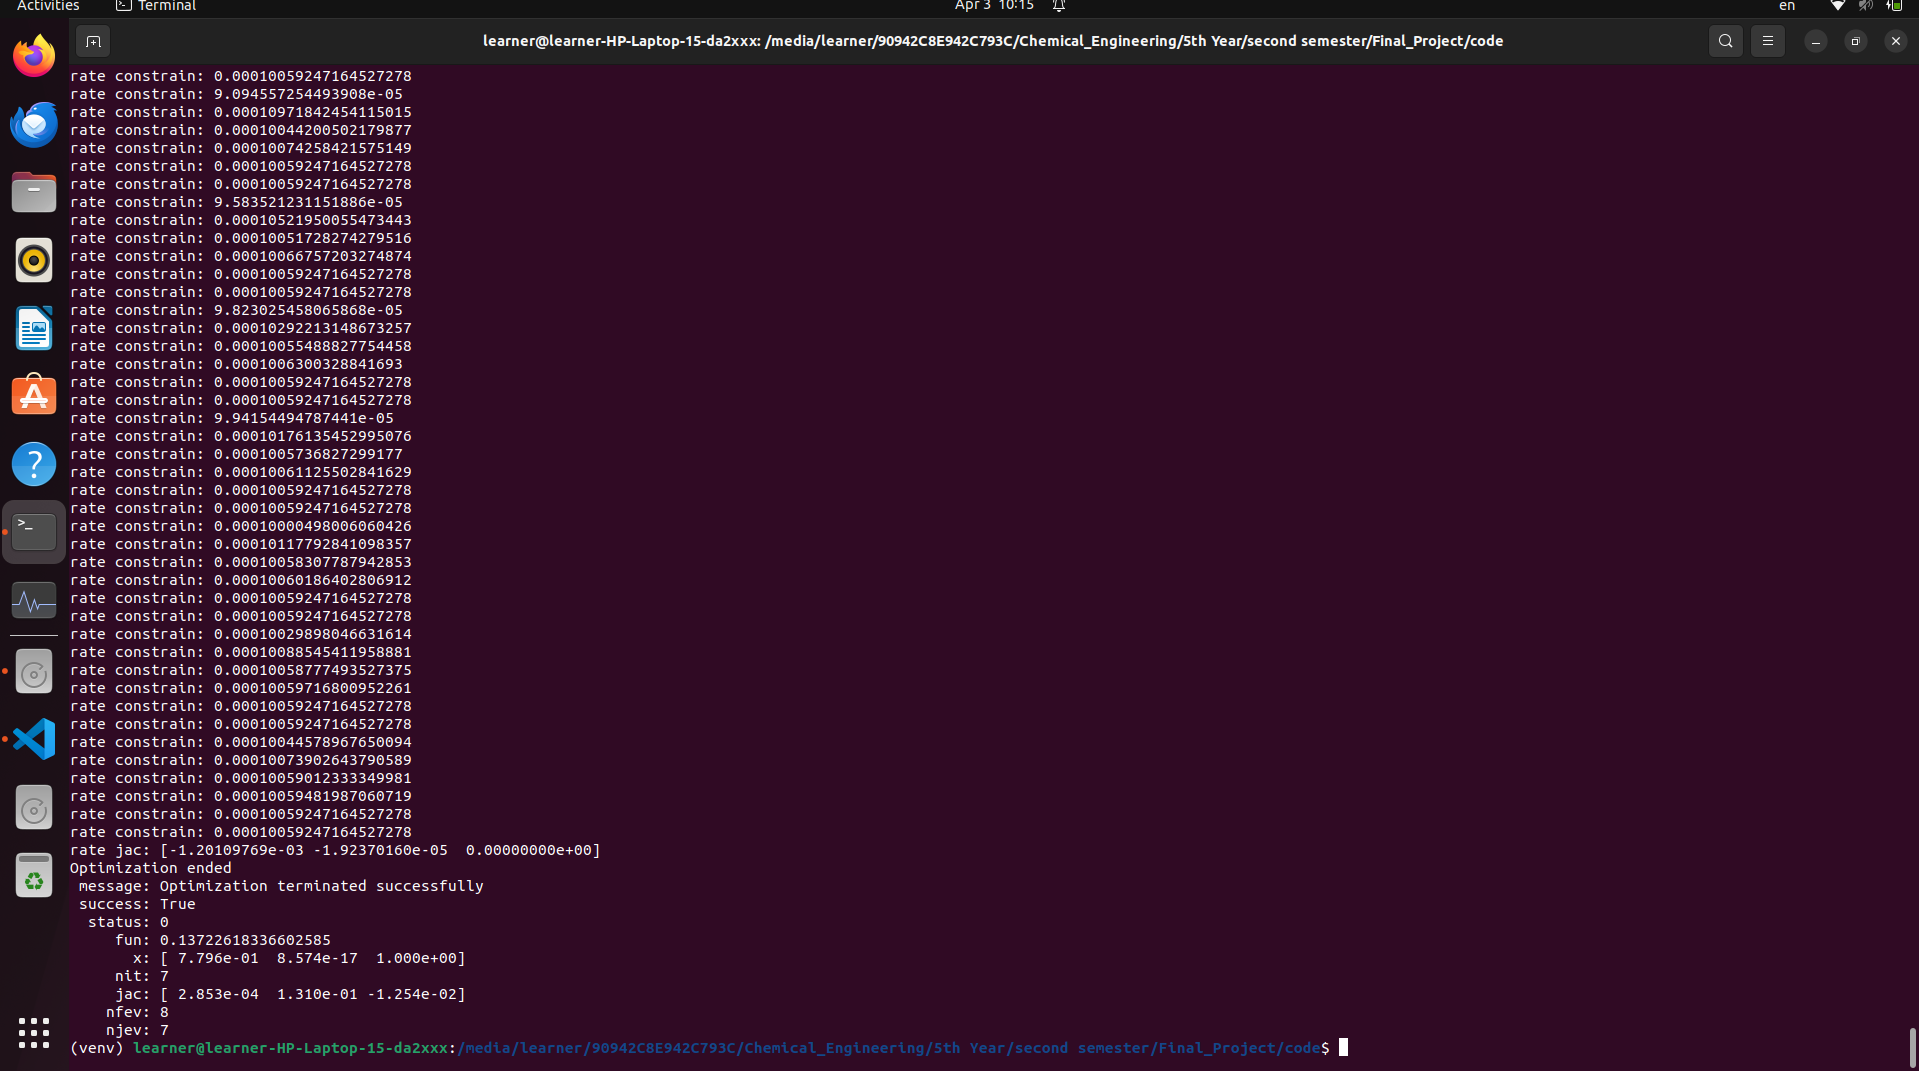 Activities Terminal Apr 3 10:15 en
learner@learner-HP-Laptop-15-da2xxx: /media/learner/90942C8E942C793C/Chemical_Engineering/5th Year/second semester/Final_Project/code
rate constrain: 0.00010059247164527278
rate constrain: 9.094557254493908e-05
rate constrain: 0.00010971842454115015
rate constrain: 0.00010044200502179877
rate constrain: 0.00010074258421575149
rate constrain: 0.00010059247164527278
rate constrain: 0.00010059247164527278
rate constrain: 9.583521231151886e-05
rate constrain: 0.00010521950055473443
rate constrain: 0.00010051728274279516
rate constrain: 0.00010066757203274874
rate constrain: 0.00010059247164527278
rate constrain: 0.00010059247164527278
rate constrain: 9.823025458065868e-05
rate constrain: 0.00010292213148673257
rate constrain: 0.00010055488827754458
rate constrain: 0.0001006300328841693
rate constrain: 0.00010059247164527278
rate constrain: 0.00010059247164527278
rate constrain: 9.94154494787441e-05
rate constrain: 0.00010176135452995076
rate constrain: 0.0001005736827299177
rate constrain: 0.00010061125502841629
rate constrain: 0.00010059247164527278
rate constrain: 0.00010059247164527278
rate constrain: 0.00010000498006060426
rate constrain: 0.00010117792841098357
rate constrain: 0.00010058307787942853
rate constrain: 0.00010060186402806912
rate constrain: 0.00010059247164527278
rate constrain: 0.00010059247164527278
rate constrain: 0.00010029898046631614
rate constrain: 0.00010088545411958881
rate constrain: 0.00010058777493527375
rate constrain: 0.00010059716800952261
rate constrain: 0.00010059247164527278
rate constrain: 0.00010059247164527278
rate constrain: 0.00010044578967650094
rate constrain: 0.00010073902643790589
rate constrain: 0.00010059012333349981
rate constrain: 0.00010059481987060719
rate constrain: 0.00010059247164527278
rate constrain: 0.00010059247164527278
rate jac: [-1.20109769e-03 -1.92370160e-05  0.00000000e+00]
Optimization ended
 message: Optimization terminated successfully
 success: True
  status: 0
     fun: 0.13722618336602585
       x: [ 7.796e-01  8.574e-17  1.000e+00]
     nit: 7
     jac: [ 2.853e-04  1.310e-01 -1.254e-02]
    nfev: 8
    njev: 7
(venv) learner@learner-HP-Laptop-15-da2xxx:/media/learner/90942C8E942C793C/Chemical_Engineering/5th Year/second semester/Final_Project/code$